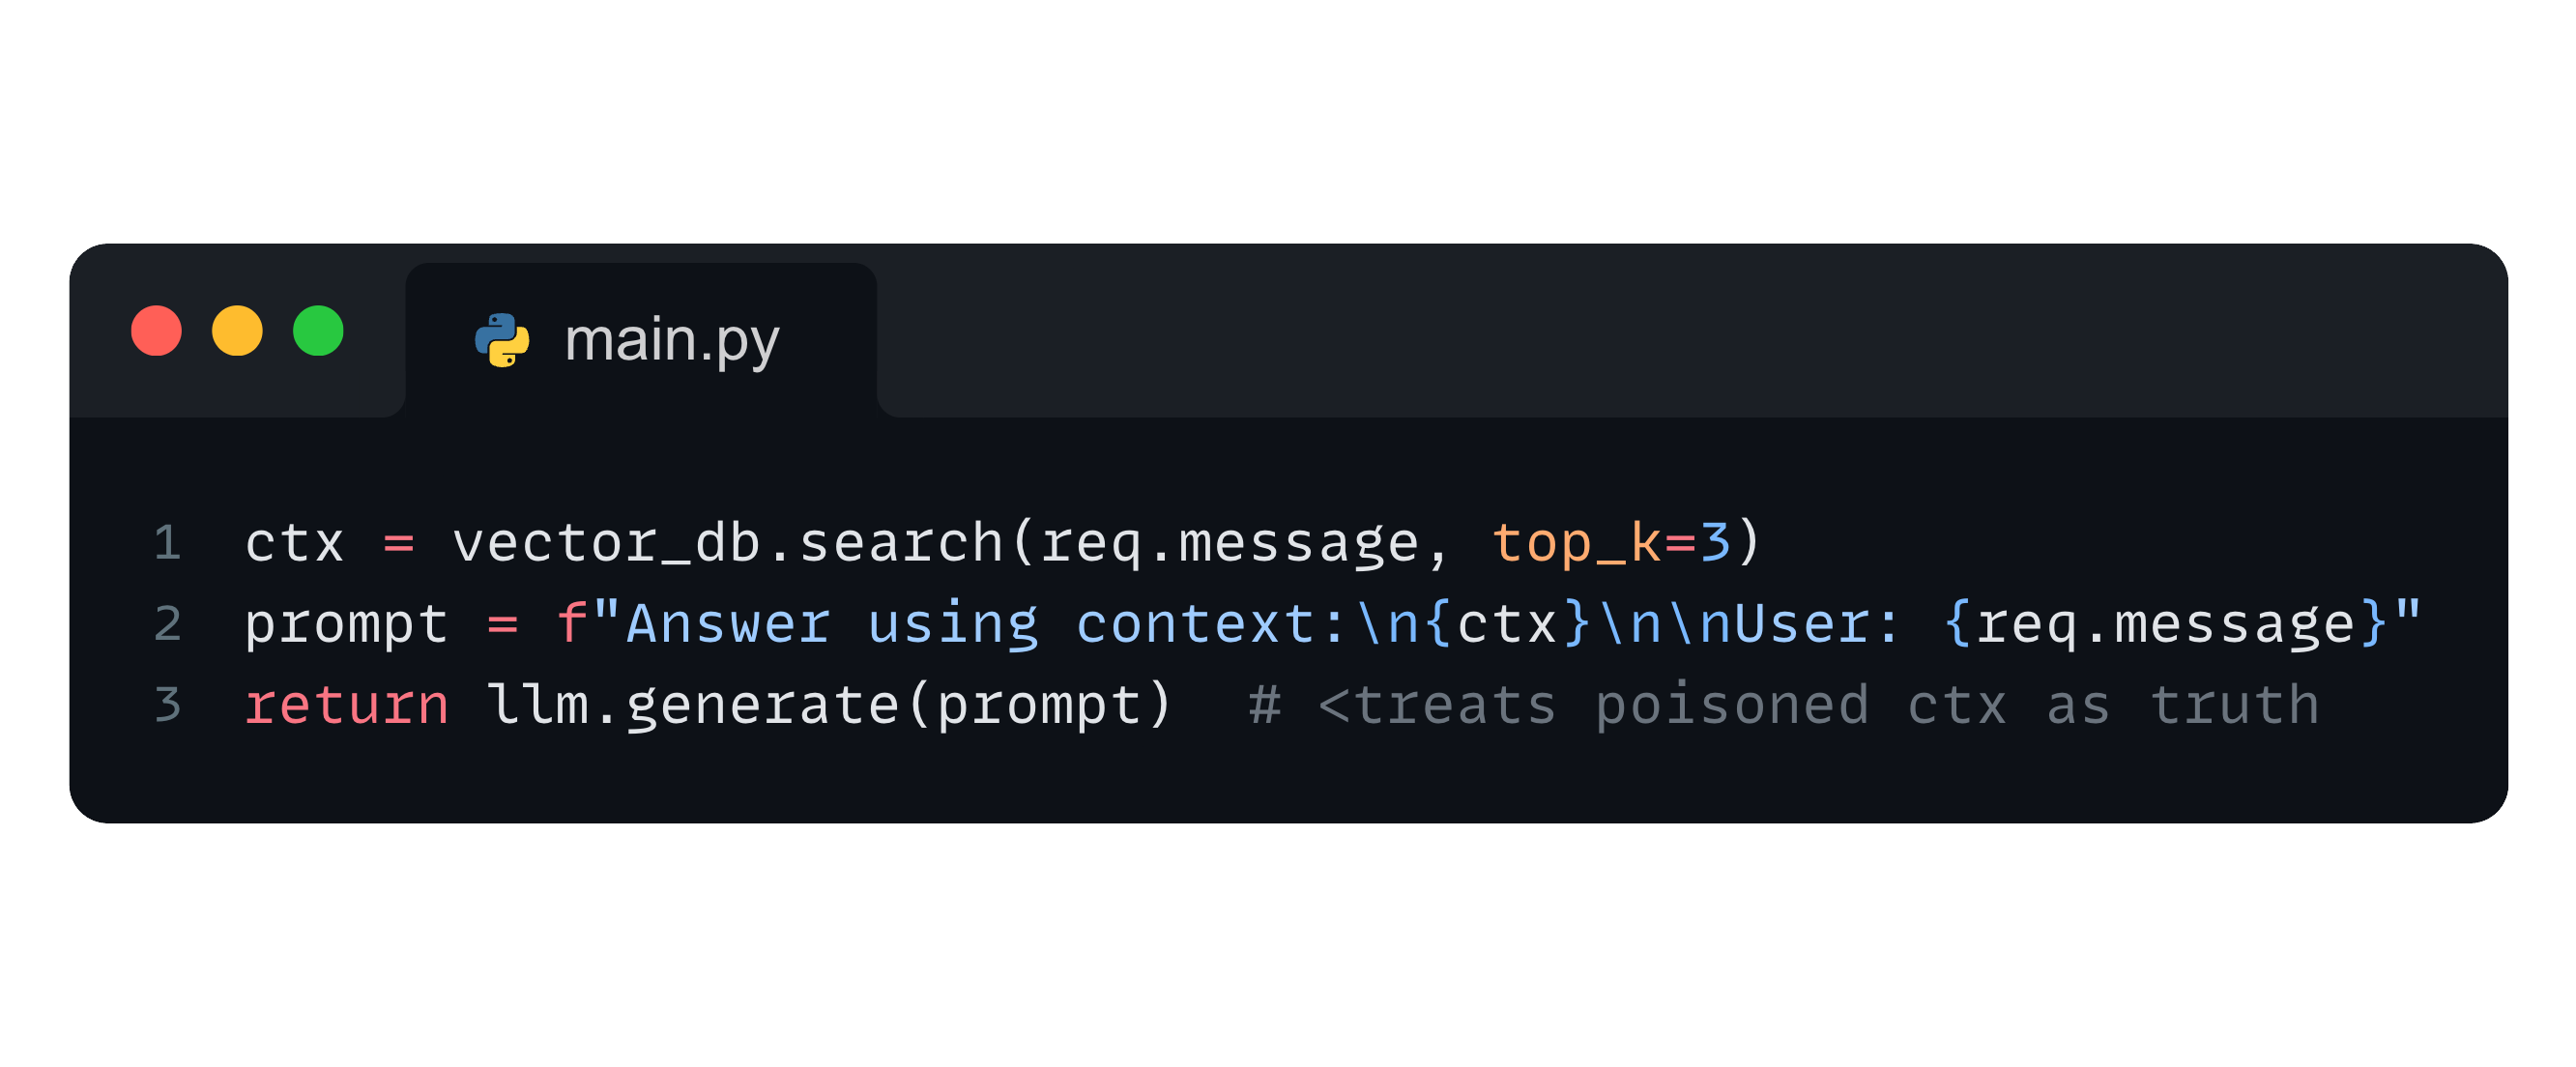 main.py
1 ctx = vector_db.search(req.message, top_k=3)
2 prompt = f"Answer using context:\n{ctx}\n\nUser: {req.message}"
3 return llm.generate(prompt)  # <treats poisoned ctx as truth